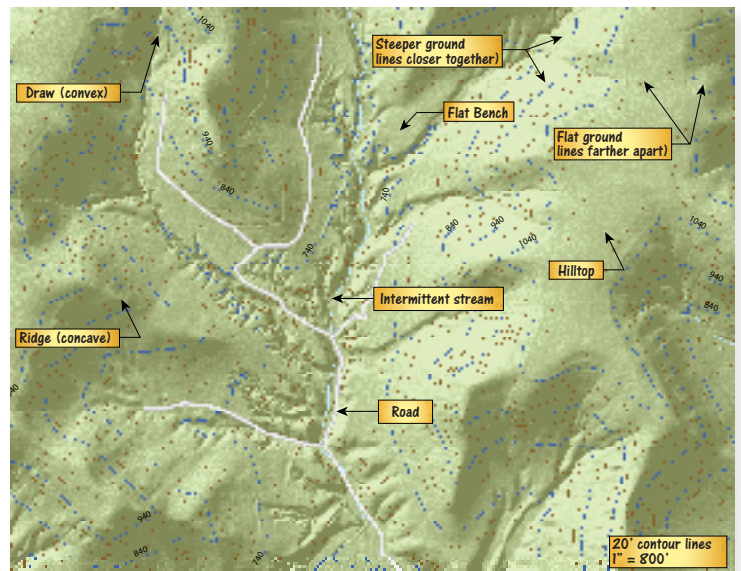 1040
Steeper ground
lines closer together)
Draw (convex)
Flat Bench
Flat ground
lines farther apart)
940
840
740
1040
840
940
1040
740
Hilltop
940
Intermittent stream
840
Ridge (concave)
40
Road
940
840
740
20' contour lines
1" = 800'